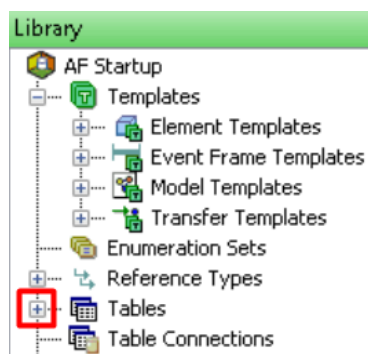 Library
AF Startup
Templates
Element Templates
Event Frame Templates
Model Templates
Transfer Templates
Enumeration Sets
Reference Types
Tables
Table Connections